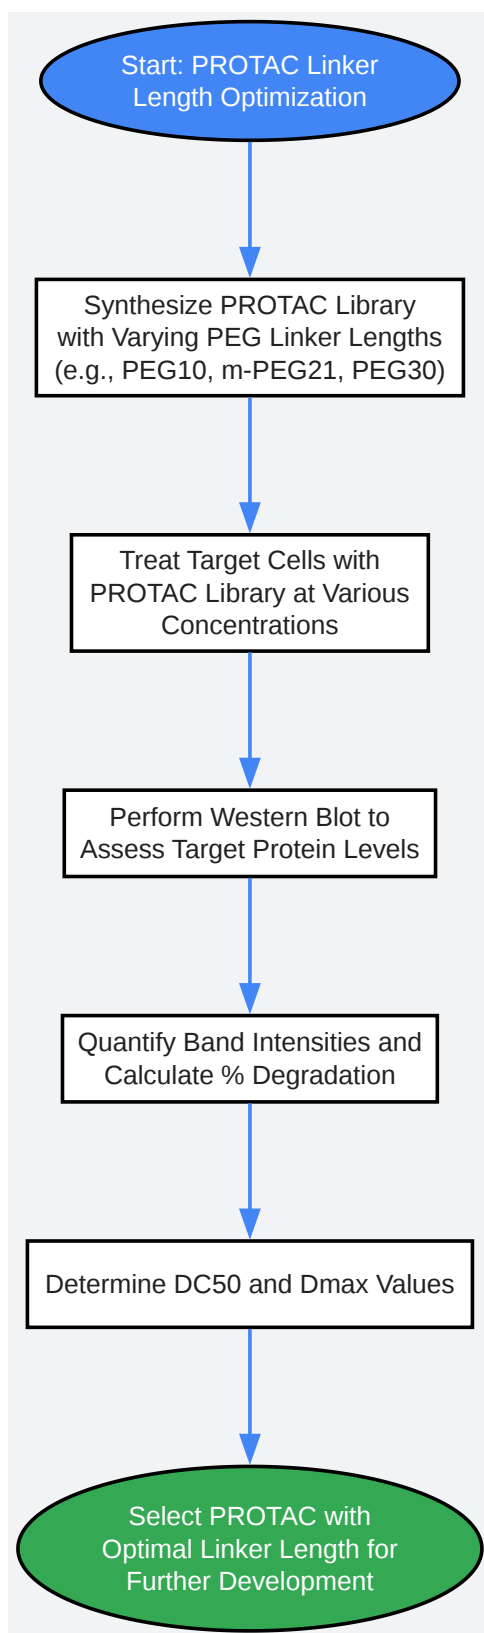 Start: PROTAC Linker
Length Optimization
Synthesize PROTAC Library
with Varying PEG Linker Lengths
(e.g., PEG10, m-PEG21, PEG30)
Treat Target Cells with
PROTAC Library at Various
Concentrations
Perform Western Blot to
Assess Target Protein Levels
Quantify Band Intensities and
Calculate % Degradation
Determine DC50 and Dmax Values
Select PROTAC with
Optimal Linker Length for
Further Development